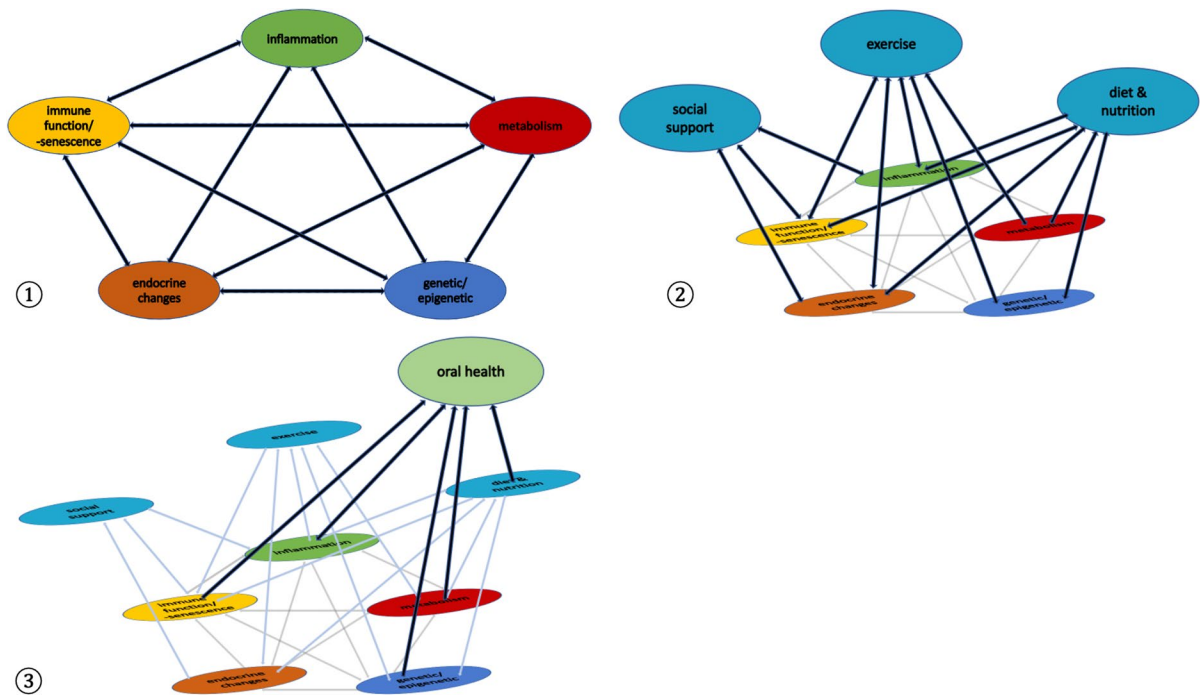 inflammation
immune
function/
-senescence
metabolism
endocrine
changes
genetic/
epigenetic
①
exercise
social
support
diet &
nutrition
inflammation
immune
function/
-senescence
metabolism
endocrine
changes
genetic/
epigenetic
②
oral health
exercise
diet &
nutrition
social
support
inflammation
immune
function/
-senescence
metabolism
endocrine
changes
genetic/
epigenetic
③